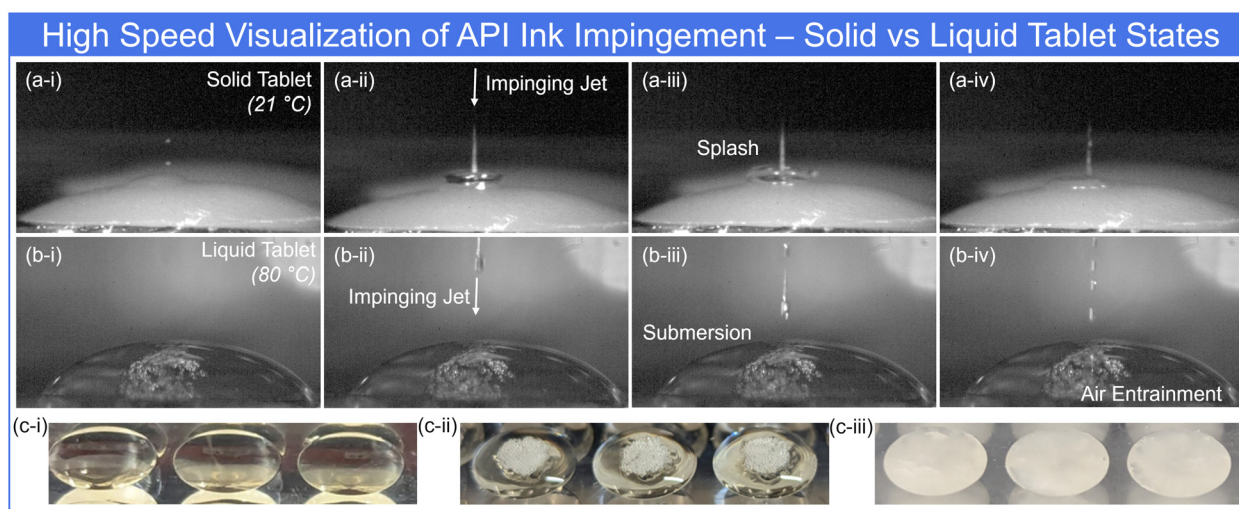 High Speed Visualization of API Ink Impingement – Solid vs Liquid Tablet States
(a-i)
Solid Tablet
(21 °C)
(a-ii)
Impinging Jet
(a-iii)
Splash
(a-iv)
(b-i)
Liquid Tablet
(80 °C)
(b-ii)
Impinging Jet
(b-iii)
Submersion
(b-iv)
Air Entrainment
(c-i)
(c-ii)
(c-iii)